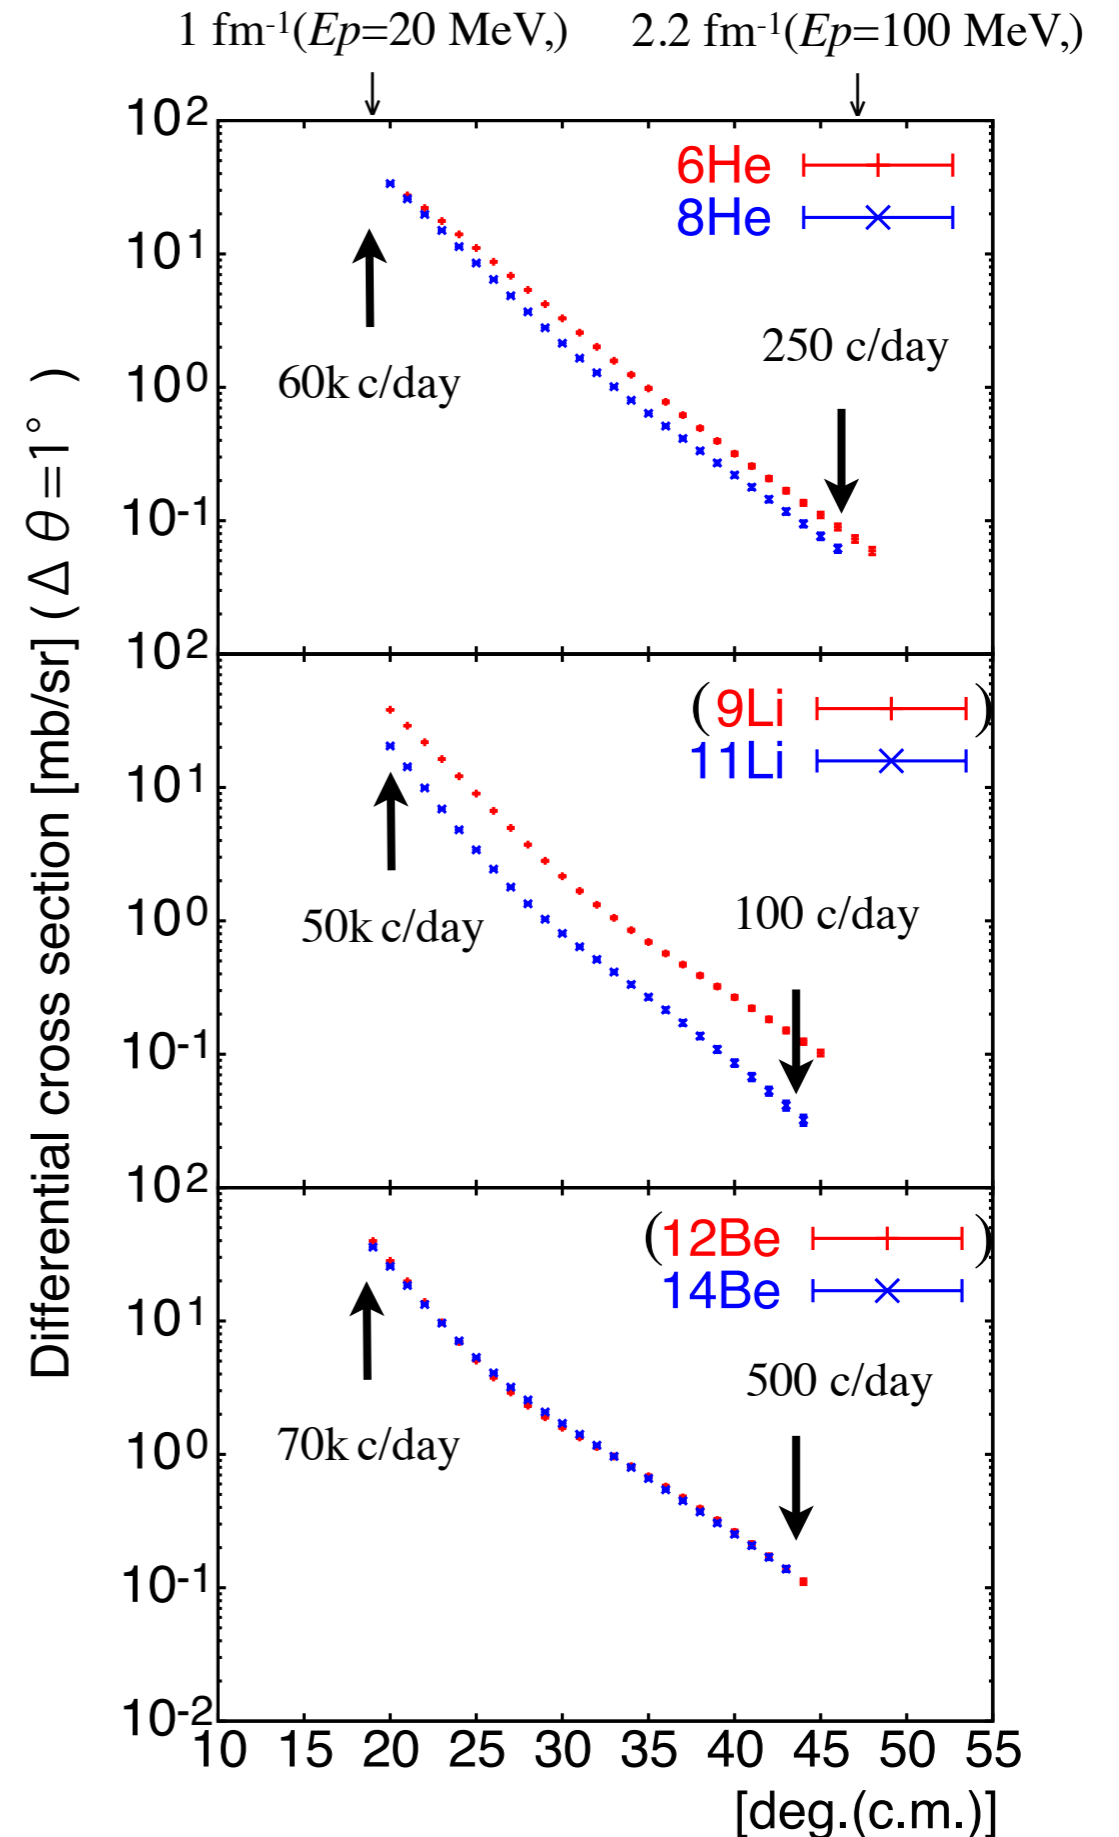 1 fm-1(Ep=20 MeV,) 2.2 fm-1(Ep=100 MeV,)
↓ ↓
Differential cross section [mb/sr] (Δθ=1°)
102
101
100
10-1
6He
8He
60k c/day
250 c/day
102
101
100
10-1
(9Li)
11Li
50k c/day
100 c/day
102
101
100
10-1
10-2
(12Be)
14Be
70k c/day
500 c/day
10 15 20 25 30 35 40 45 50 55
[deg.(c.m.)]